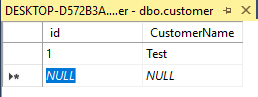 DESKTOP-D572B3A....er - dbo.customer
id CustomerName
1 Test
NULL NULL